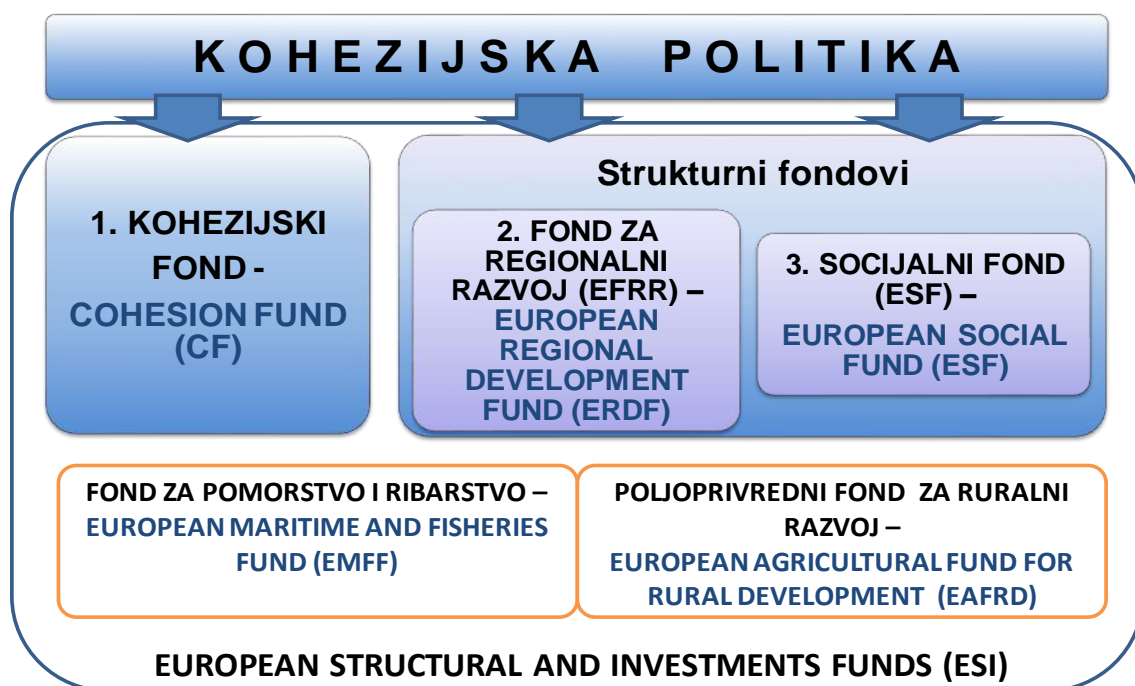 KOHEZIJSKA POLITIKA
1. KOHEZIJSKI
FOND -
COHESION FUND
(CF)
Strukturni fondovi
2. FOND ZA
REGIONALNI
RAZVOJ (EFRR) –
EUROPEAN
REGIONAL
DEVELOPMENT
FUND (ERDF)
3. SOCIJALNI FOND
(ESF) –
EUROPEAN SOCIAL
FUND (ESF)
FOND ZA POMORSTVO I RIBARSTVO –
EUROPEAN MARITIME AND FISHERIES
FUND (EMFF)
POLJOPRIVREDNI FOND ZA RURALNI
RAZVOJ –
EUROPEAN AGRICULTURAL FUND FOR
RURAL DEVELOPMENT (EAFRD)
EUROPEAN STRUCTURAL AND INVESTMENTS FUNDS (ESI)